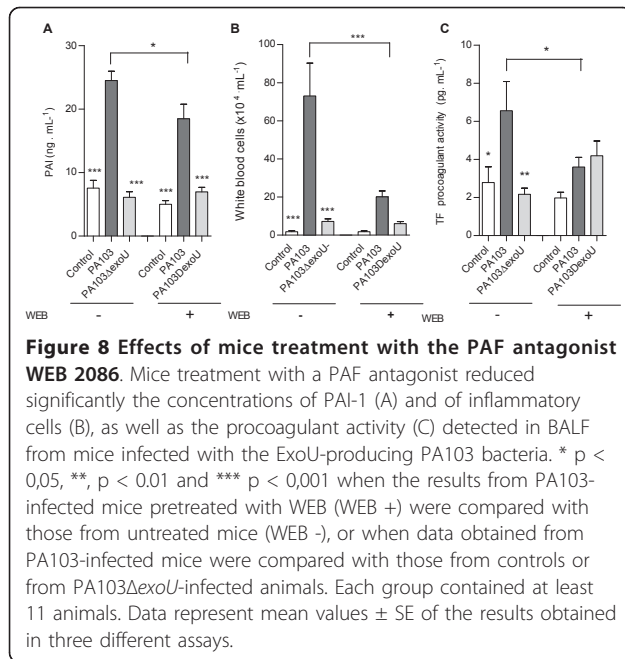 A
B
C
*
***
*
PAI (ng . mL-1)
30
20
10
0
***
***
***
***
Control
PA103
PA103ΔexoU
Control
PA103
PA103DexoU
WEB
-
+
White blood cells (x10-4 ·mL-1)
100
80
60
40
20
0
***
***
Control
PA103
PA103ΔexoU-
Control
PA103
PA103DexoU
WEB
-
+
TF procoagulant activity (pg. mL-1)
10
8
6
4
2
0
*
**
Control
PA103
PA103ΔexoU
Control
PA103
PA103DexoU
WEB
-
+
Figure 8 Effects of mice treatment with the PAF antagonist
WEB 2086. Mice treatment with a PAF antagonist reduced
significantly the concentrations of PAI-1 (A) and of inflammatory
cells (B), as well as the procoagulant activity (C) detected in BALF
from mice infected with the ExoU-producing PA103 bacteria. * p <
0,05, **, p < 0.01 and *** p < 0,001 when the results from PA103-
infected mice pretreated with WEB (WEB +) were compared with
those from untreated mice (WEB -), or when data obtained from
PA103-infected mice were compared with those from controls or
from PA103ΔexoU-infected animals. Each group contained at least
11 animals. Data represent mean values ± SE of the results obtained
in three different assays.